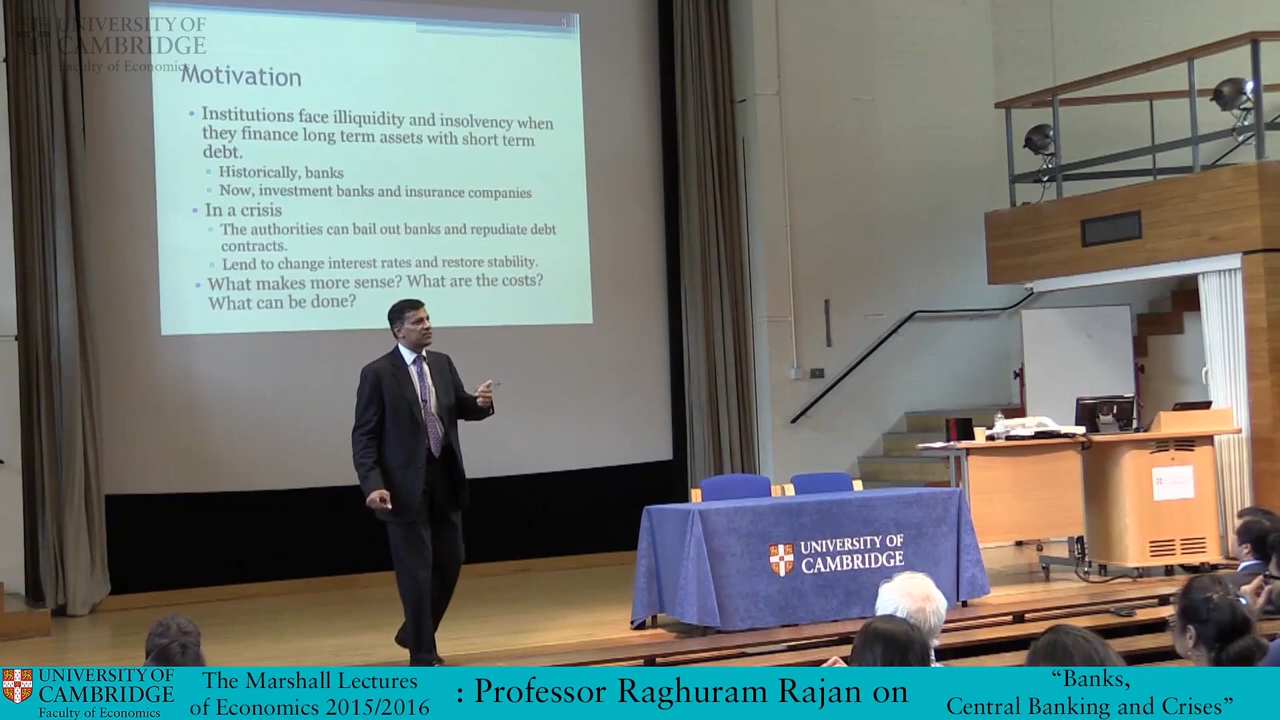 UNIVERSITY OF
CAMBRIDGE
Faculty of Economics
3
Motivation
• Institutions face illiquidity and insolvency when
they finance long term assets with short term
debt.
▫ Historically, banks
▫ Now, investment banks and insurance companies
• In a crisis
▫ The authorities can bail out banks and repudiate debt
contracts.
▫ Lend to change interest rates and restore stability.
• What makes more sense? What are the costs?
What can be done?
UNIVERSITY OF
CAMBRIDGE
UNIVERSITY OF
CAMBRIDGE
Faculty of Economics
The Marshall Lectures
of Economics 2015/2016
: Professor Raghuram Rajan on
“Banks,
Central Banking and Crises”